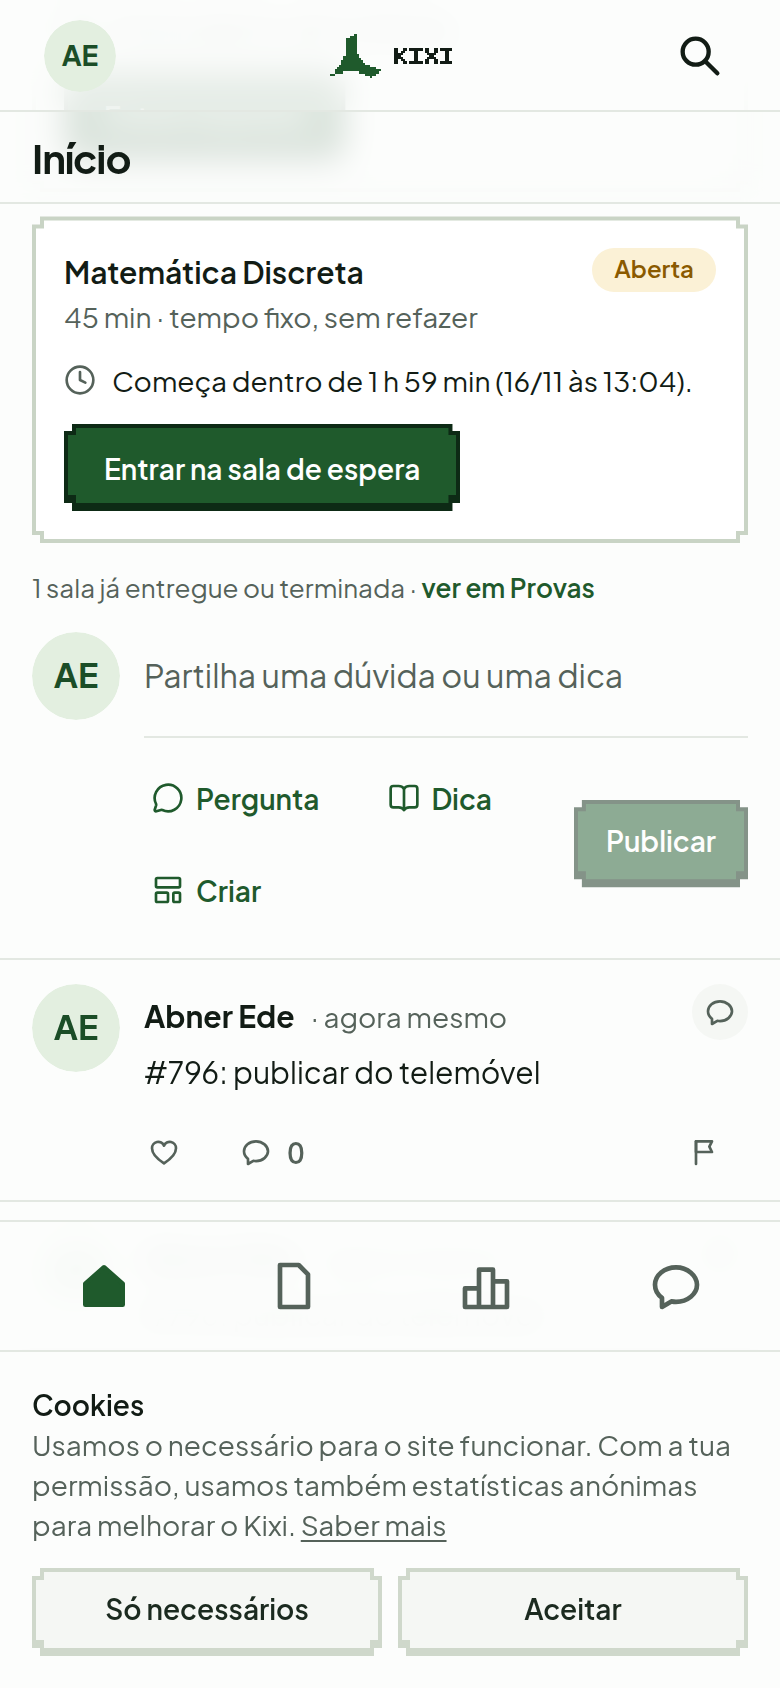 AE
KIXI
Início
Matemática Discreta
Aberta
45 min · tempo fixo, sem refazer
Começa dentro de 1 h 59 min (16/11 às 13:04).
Entrar na sala de espera
1 sala já entregue ou terminada · ver em Provas
AE
Partilha uma dúvida ou uma dica
Pergunta
Dica
Publicar
Criar
AE
Abner Ede · agora mesmo
#796: publicar do telemóvel
0
Cookies
Usamos o necessário para o site funcionar. Com a tua
permissão, usamos também estatísticas anónimas
para melhorar o Kixi. Saber mais
Só necessários
Aceitar